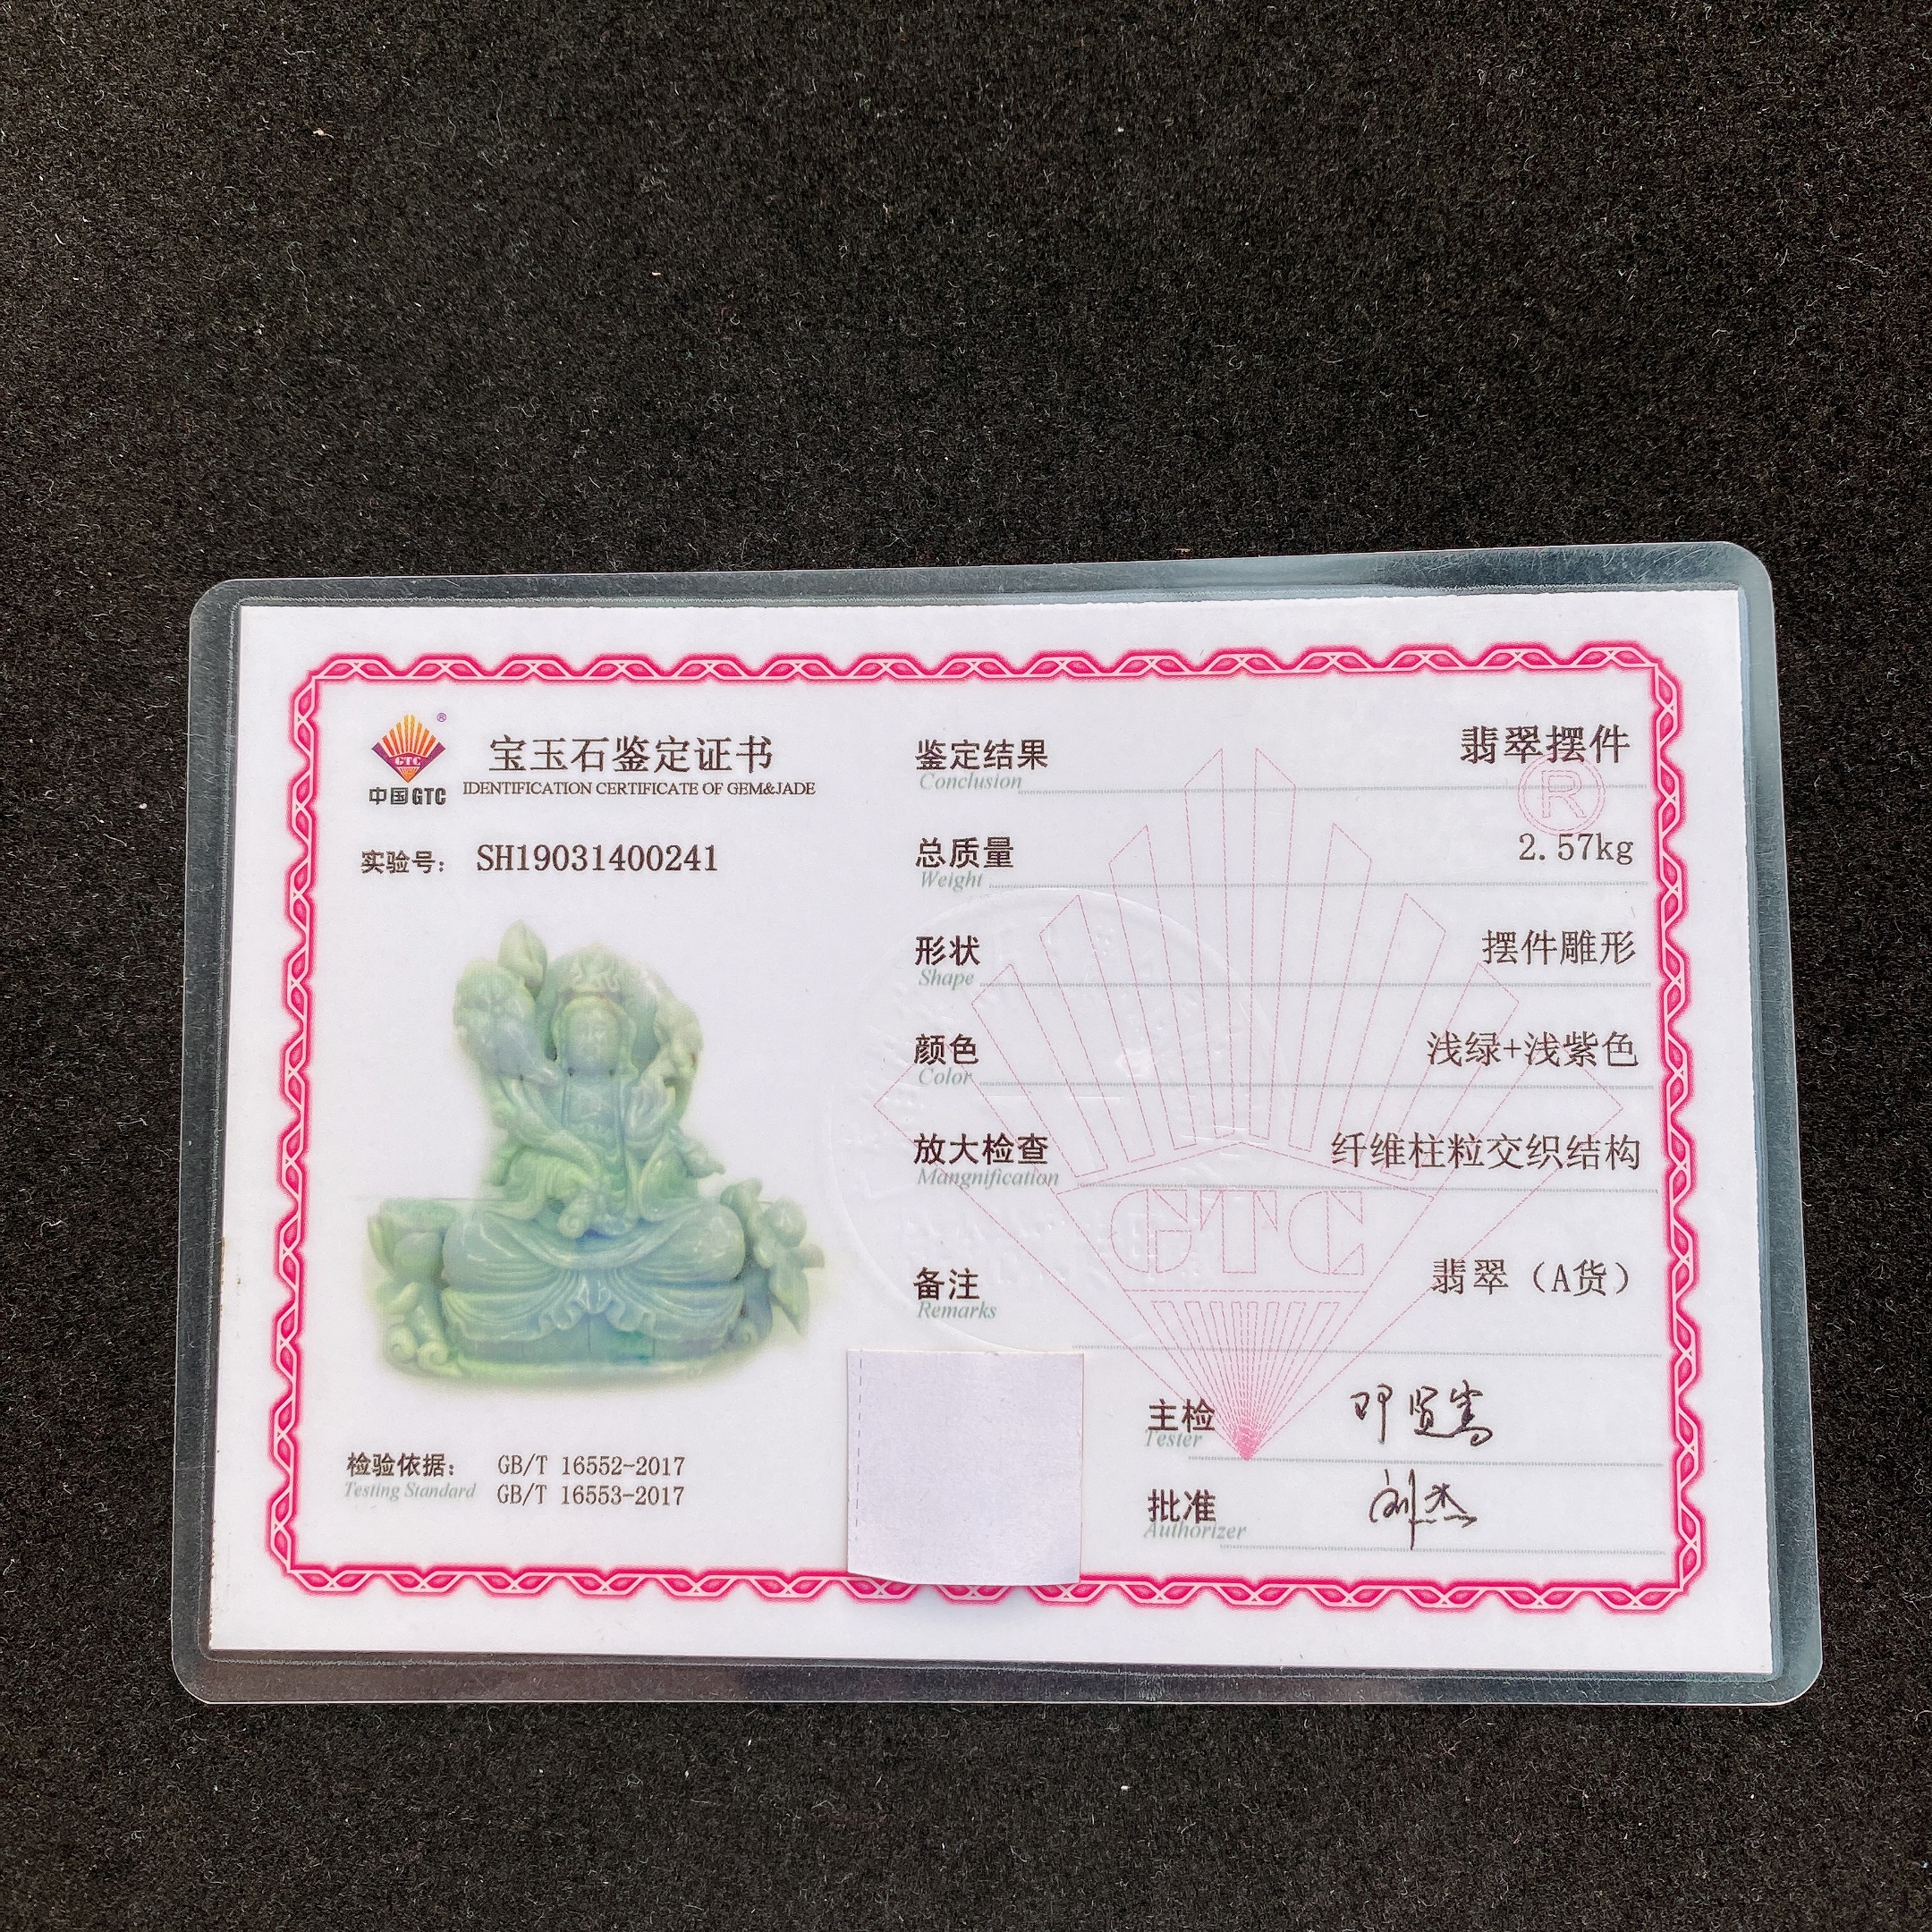 GTC
®
中国GTC
宝玉石鉴定证书
IDENTIFICATION CERTIFICATE OF GEM&JADE
实验号: SH19031400241
检验依据: GB/T 16552-2017
Testing Standard GB/T 16553-2017
鉴定结果 翡翠摆件
Conclusion
®
总质量 2.57kg
Weight
形状 摆件雕形
Shape
颜色 浅绿+浅紫色
Color
放大检查 纤维柱粒交织结构
Mangnification
GTC
备注 翡翠（A货）
Remarks
主检
Tester
批准 刘杰
Authorizer